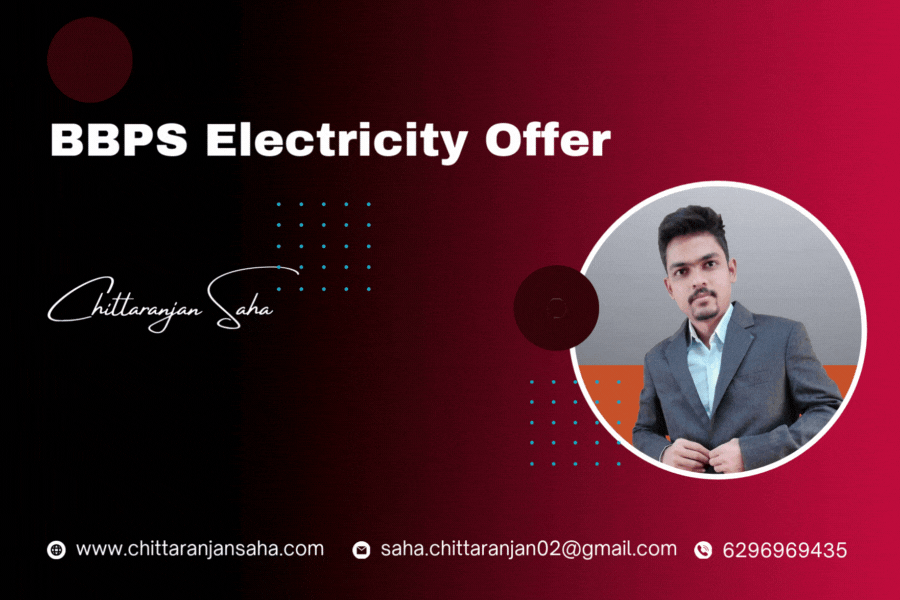 BBPS Electricity Offer
Chittaranjan Saha
www.chittaranjansaha.com
saha.chittaranjan02@gmail.com
6296969435